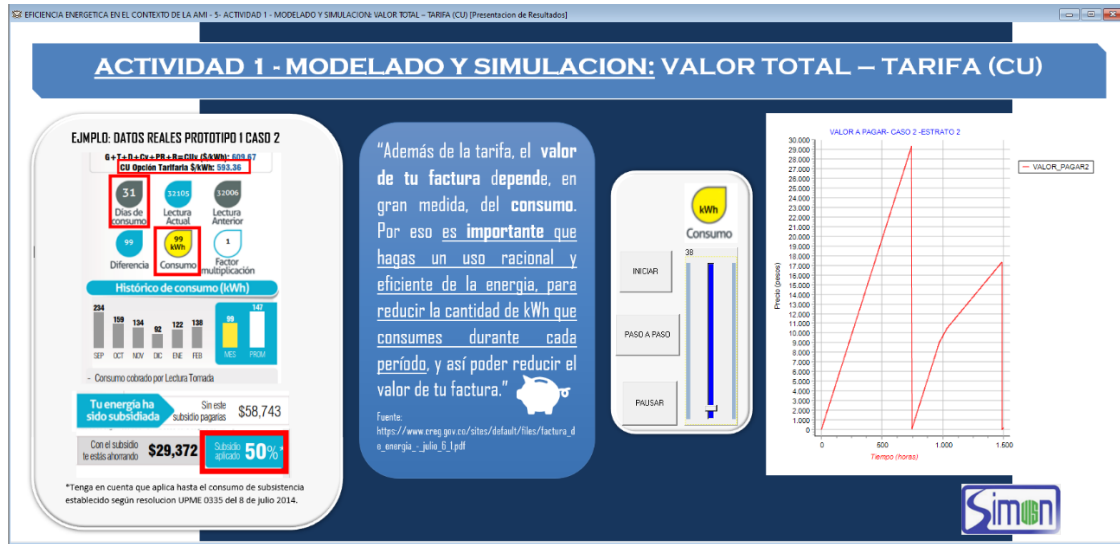 EFICIENCIA ENERGETICA EN EL CONTEXTO DE LA AMI - 5- ACTIVIDAD 1 - MODELADO Y SIMULACION: VALOR TOTAL – TARIFA (CU) [Presentacion de Resultados]
ACTIVIDAD 1 - MODELADO Y SIMULACION: VALOR TOTAL – TARIFA (CU)
EJMPLO: DATOS REALES PROTOTIPO 1 CASO 2
G+T+D+Cv+PR+R=CUv ($/kWh): 609.67
CU Opción Tarifaria $/kWh: 593.36
31
32105
32006
Días de consumo
Lectura Actual
Lectura Anterior
99
99 kWh
1
Diferencia
Consumo
Factor multiplicación
Histórico de consumo (kWh)
234 159 134 92 122 138 99 147
SEP OCT NOV DIC ENE FEB MES PROM
- Consumo cobrado por Lectura Tomada
Tu energía ha sido subsidiada
Sin este subsidio pagarías $58,743
Con el subsidio te estás ahorrando $29,372
Subsidio aplicado 50%*
*Tenga en cuenta que aplica hasta el consumo de subsistencia
establecido según resolucion UPME 0335 del 8 de julio 2014.
"Además de la tarifa, el valor
de tu factura depende, en
gran medida, del consumo.
Por eso es importante que
hagas un uso racional y
eficiente de la energía, para
reducir la cantidad de kWh que
consumes durante cada
período, y así poder reducir el
valor de tu factura."
Fuente:
https://www.creg.gov.co/sites/default/files/factura_d
e_energia_-_julio_6_1.pdf
kWh
Consumo
38
INICIAR
PASO A PASO
PAUSAR
VALOR A PAGAR- CASO 2 -ESTRATO 2
30.000
29.000
28.000
27.000
26.000
25.000
24.000
23.000
22.000
21.000
20.000
19.000
18.000
17.000
16.000
15.000
14.000
13.000
12.000
11.000
10.000
9.000
8.000
7.000
6.000
5.000
4.000
3.000
2.000
1.000
0
Precio (pesos)
0 500 1.000 1.500
Tiempo (horas)
VALOR_PAGAR2
Simon